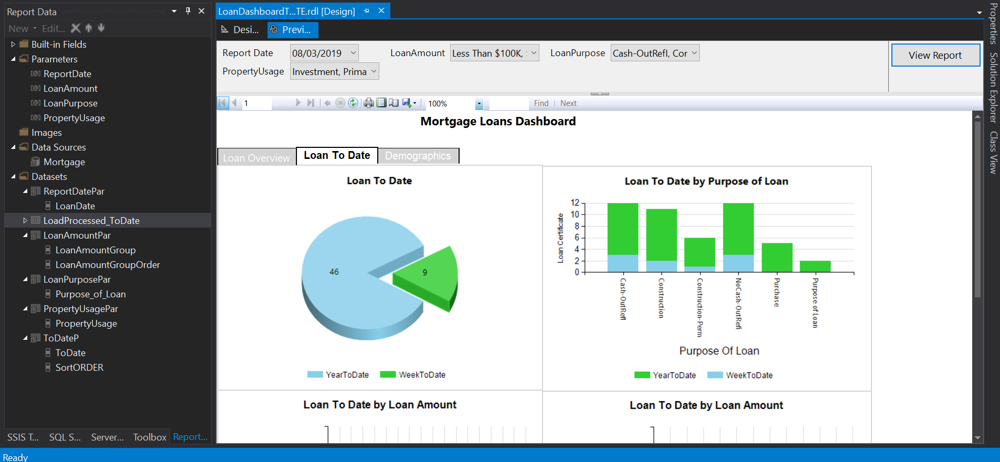 Report Data
New Edit...
Built-in Fields
Parameters
ReportDate
LoanAmount
LoanPurpose
PropertyUsage
Images
Data Sources
Mortgage
Datasets
ReportDatePar
LoanDate
LoadProcessed_ToDate
LoanAmountPar
LoanAmountGroup
LoanAmountGroupOrder
LoanPurposePar
Purpose_of_Loan
PropertyUsagePar
PropertyUsage
ToDateP
ToDate
SortORDER
SSIS T... SQL S... Server... Toolbox Report...
Ready
LoanDashboardT...TE.rdl [Design]
Desi... Previ...
Report Date 08/03/2019 LoanAmount Less Than $100K, LoanPurpose Cash-OutRefI, Cor
PropertyUsage Investment, Prima
View Report
1 100% Find Next
Mortgage Loans Dashboard
Loan Overview Loan To Date Demographics
Loan To Date
46
9
YearToDate WeekToDate
Loan To Date by Purpose of Loan
Loan Certificate
12
10
8
6
4
2
0
Cash-OutRefI
Construction
Construction-Perm
NoCash-OutRefi
Purchase
Purpose of Loan
Purpose Of Loan
YearToDate WeekToDate
Loan To Date by Loan Amount
Loan To Date by Loan Amount
Properties
Solution Explorer
Class View